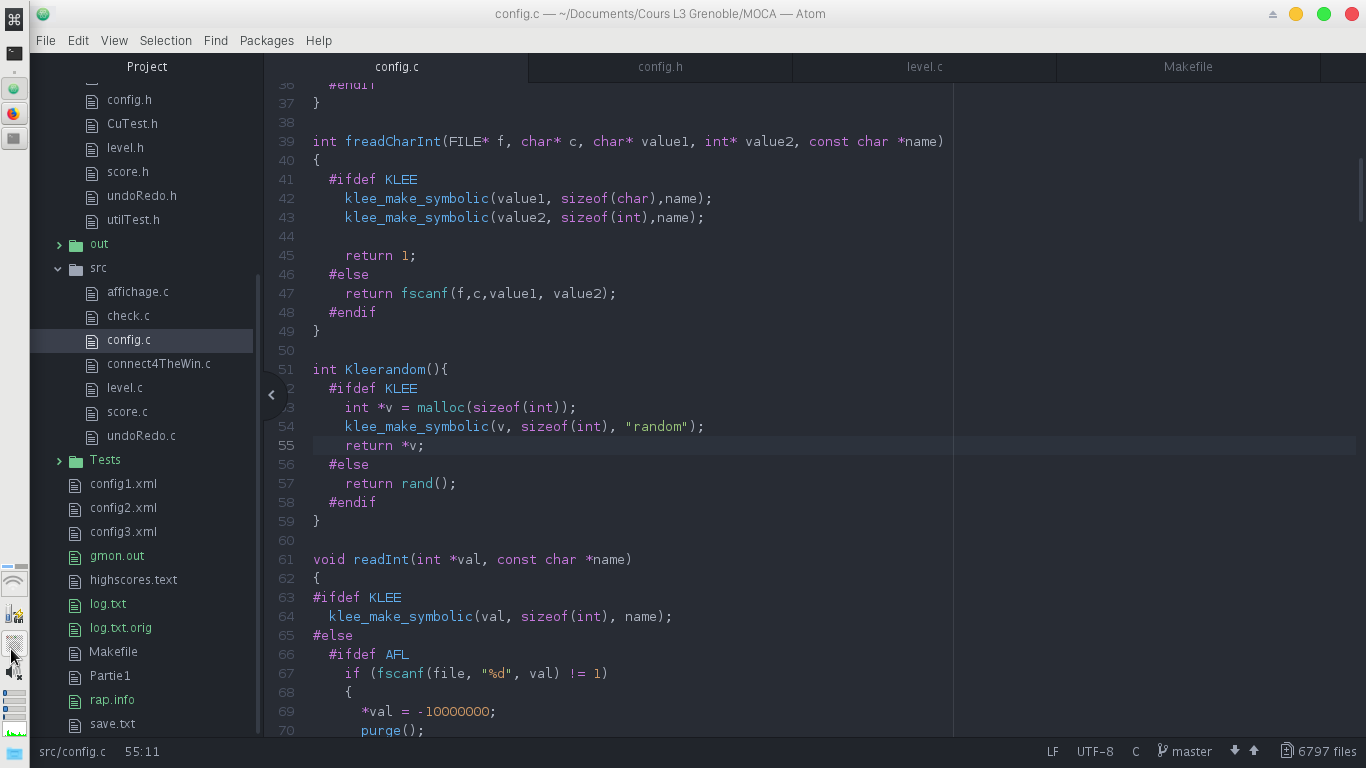 config.c — ~/Documents/Cours L3 Grenoble/MOCA — Atom
File Edit View Selection Find Packages Help
Project
config.h
CuTest.h
level.h
score.h
undoRedo.h
utilTest.h
out
src
affichage.c
check.c
config.c
connect4TheWin.c
level.c
score.c
undoRedo.c
Tests
config1.xml
config2.xml
config3.xml
gmon.out
highscores.text
log.txt
log.txt.orig
Makefile
Partie1
rap.info
save.txt
config.c config.h level.c Makefile
36 #endif
37 }
38
39 int freadCharInt(FILE* f, char* c, char* value1, int* value2, const char *name)
40 {
41 #ifdef KLEE
42 klee_make_symbolic(value1, sizeof(char),name);
43 klee_make_symbolic(value2, sizeof(int),name);
44
45 return 1;
46 #else
47 return fscanf(f,c,value1, value2);
48 #endif
49 }
50
51 int Kleerandom(){
2 #ifdef KLEE
3 int *v = malloc(sizeof(int));
54 klee_make_symbolic(v, sizeof(int), "random");
55 return *v;
56 #else
57 return rand();
58 #endif
59 }
60
61 void readInt(int *val, const char *name)
62 {
63 #ifdef KLEE
64 klee_make_symbolic(val, sizeof(int), name);
65 #else
66 #ifdef AFL
67 if (fscanf(file, "%d", val) != 1)
68 {
69 *val = -10000000;
70 purge();
src/config.c 55:11 LF UTF-8 C master 6797 files